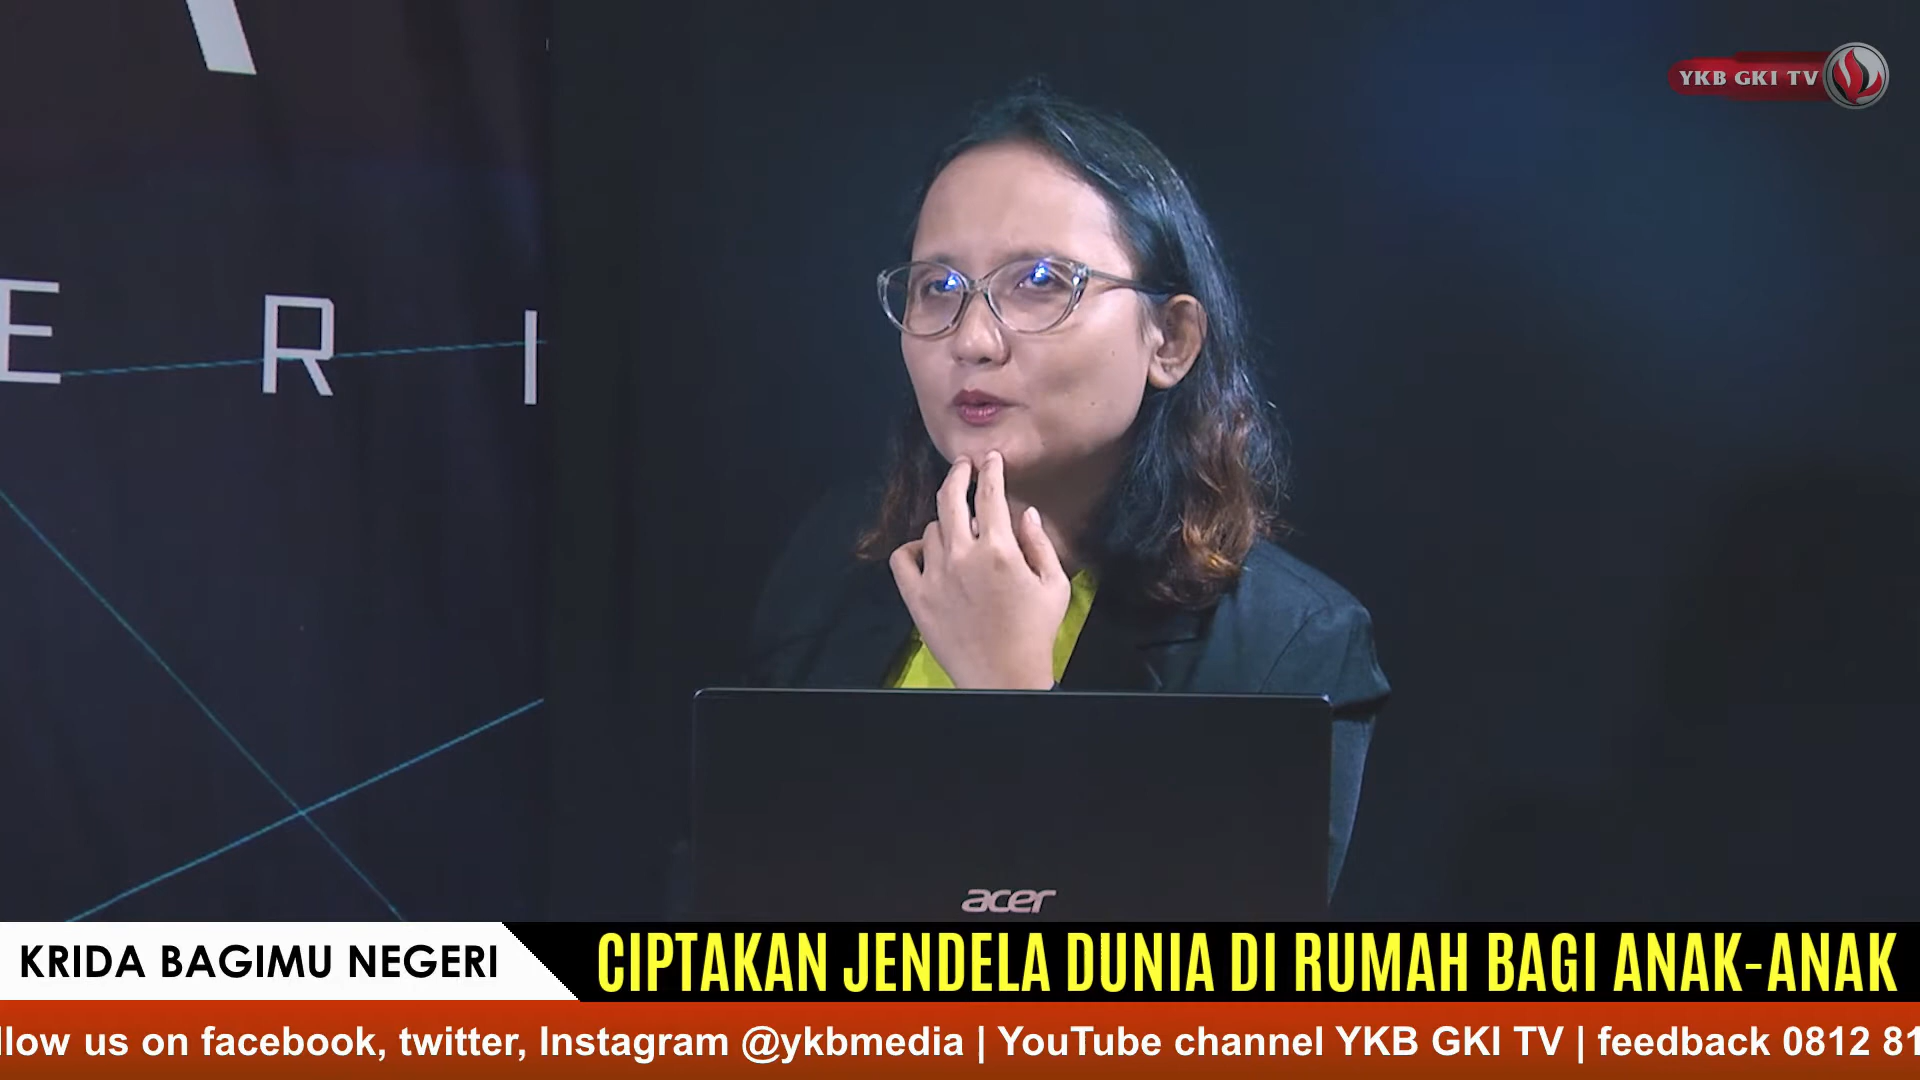 YKB GKI TV
E R I
acer
KRIDA BAGIMU NEGERI
CIPTAKAN JENDELA DUNIA DI RUMAH BAGI ANAK-ANAK
llow us on facebook, twitter, Instagram @ykbmedia | YouTube channel YKB GKI TV | feedback 0812 81